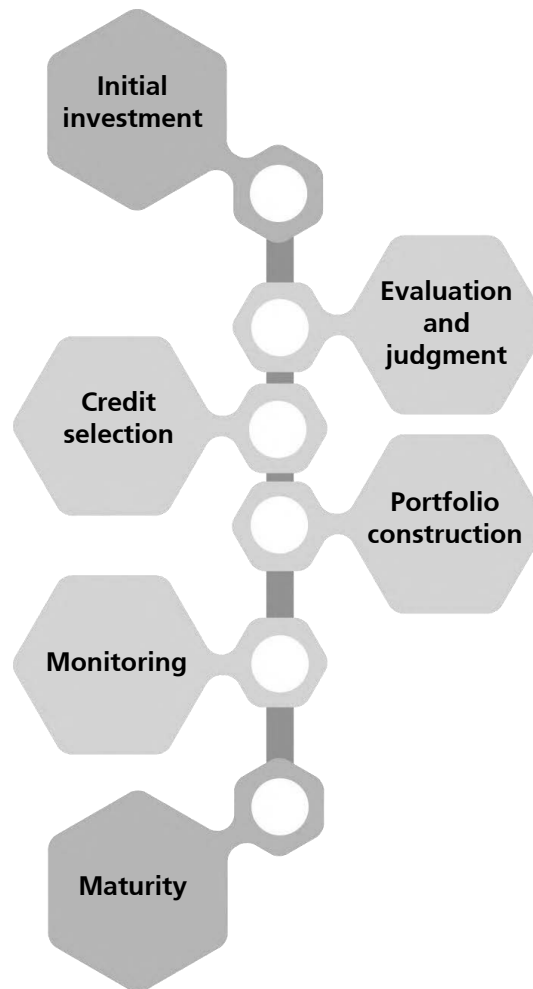 Initial
investment
Evaluation
and
judgment
Credit
selection
Portfolio
construction
Monitoring
Maturity